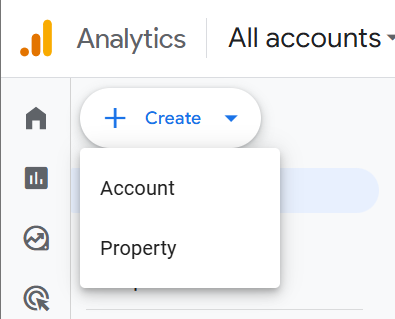 Analytics
All accounts
Create
Account
Property